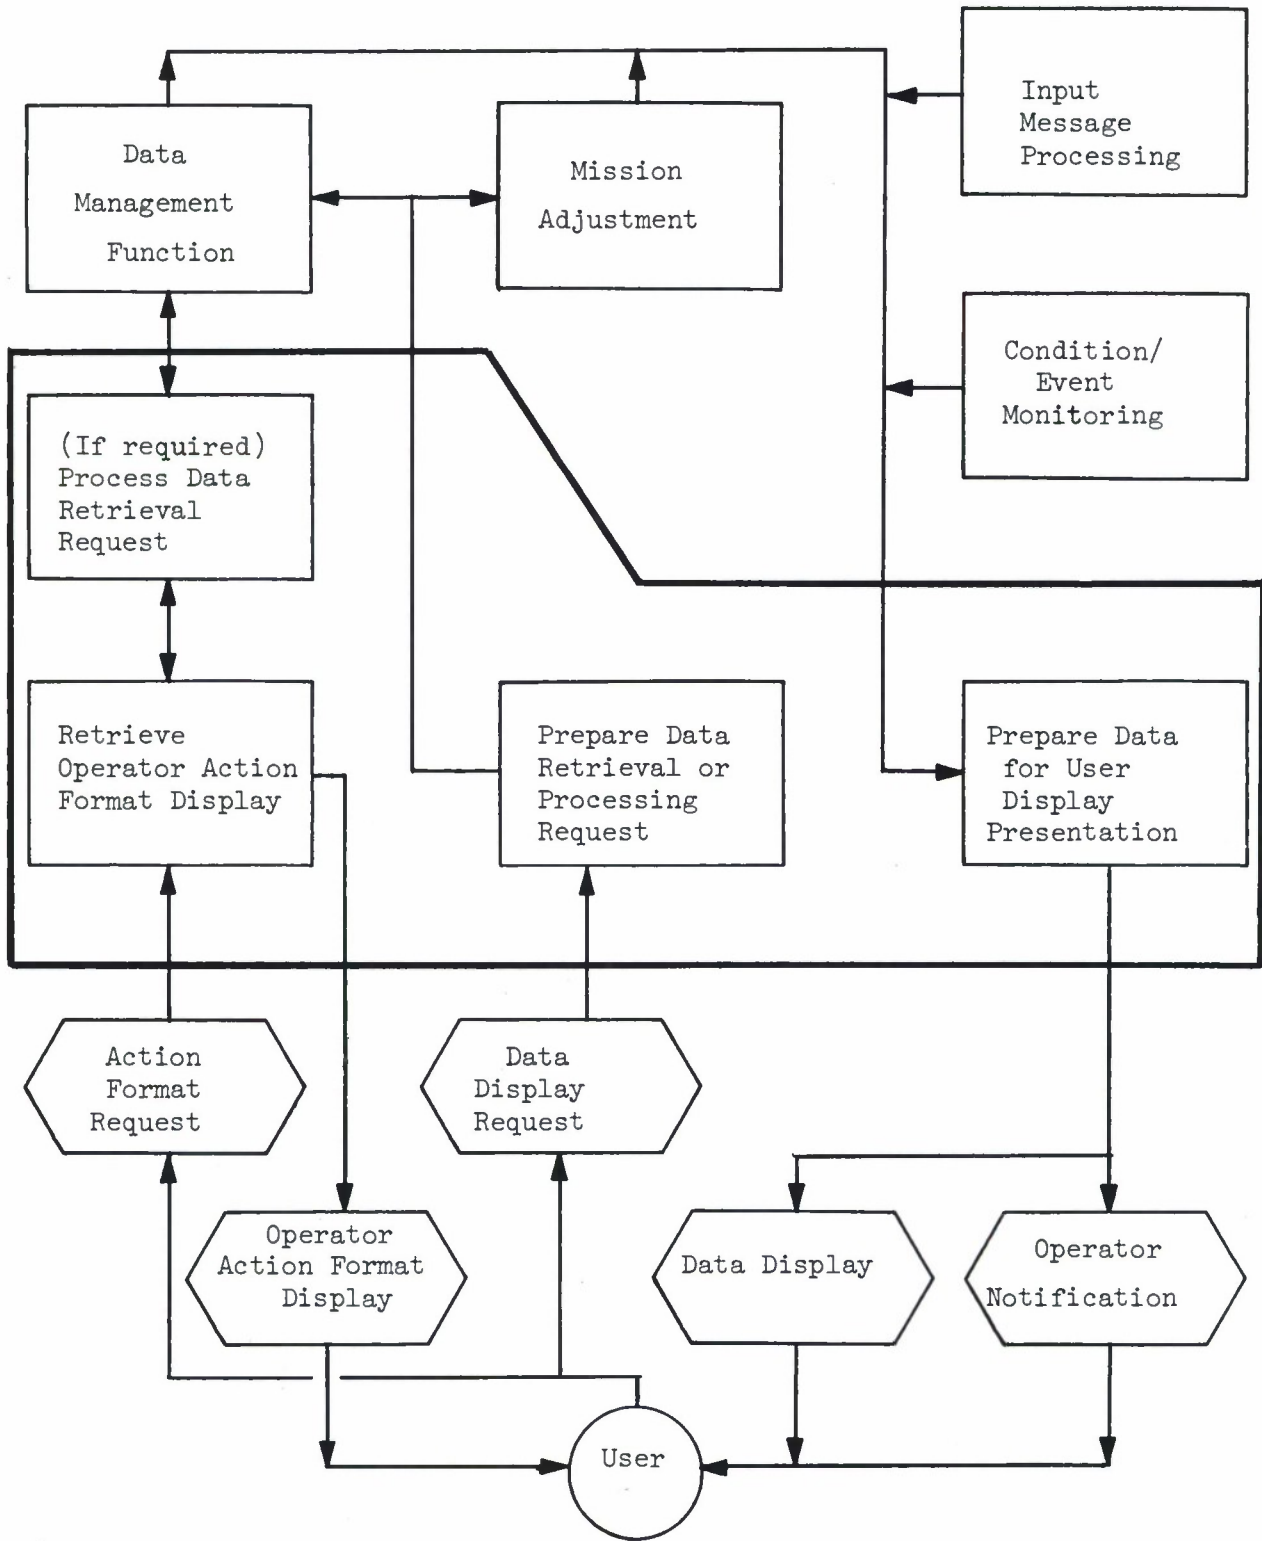 Data
Management
Function
Mission
Adjustment
Input
Message
Processing
Condition/
Event
Monitoring
(If required)
Process Data
Retrieval
Request
Retrieve
Operator Action
Format Display
Prepare Data
Retrieval or
Processing
Request
Prepare Data
for User
Display
Presentation
Action
Format
Request
Data
Display
Request
Operator
Action Format
Display
Data Display
Operator
Notification
User